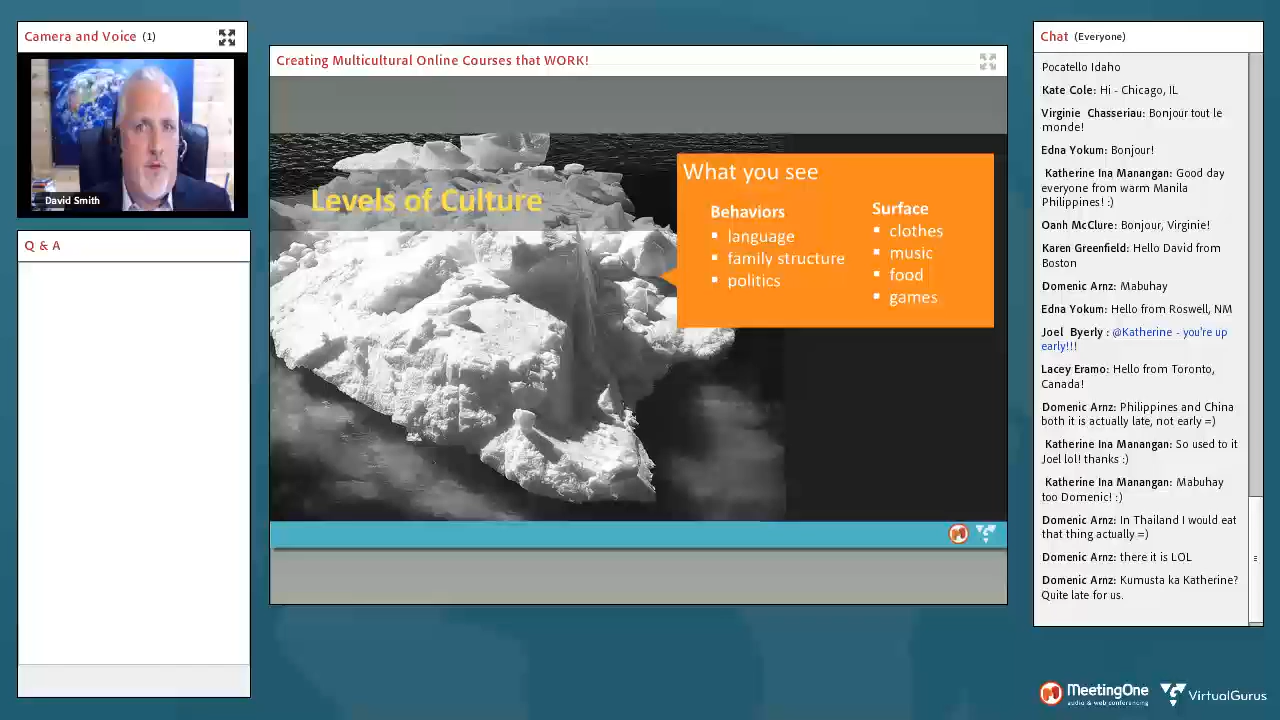 Camera and Voice (1)
David Smith
Q & A
Creating Multicultural Online Courses that WORK!
Levels of Culture
What you see
Behaviors
▪ language
▪ family structure
▪ politics
Surface
▪ clothes
▪ music
▪ food
▪ games
Chat (Everyone)
Pocatello Idaho
Kate Cole: Hi - Chicago, IL
Virginie Chasseriau: Bonjour tout le
monde!
Edna Yokum: Bonjour!
Katherine Ina Manangan: Good day
everyone from warm Manila
Philippines! :)
Oanh McClure: Bonjour, Virginie!
Karen Greenfield: Hello David from
Boston
Domenic Arnz: Mabuhay
Edna Yokum: Hello from Roswell, NM
Joel Byerly : @Katherine - you're up
early!!!
Lacey Eramo: Hello from Toronto,
Canada!
Domenic Arnz: Philippines and China
both it is actually late, not early =)
Katherine Ina Manangan: So used to it
Joel lol! thanks :)
Katherine Ina Manangan: Mabuhay
too Domenic! :)
Domenic Arnz: In Thailand I would eat
that thing actually =)
Domenic Arnz: there it is LOL
Domenic Arnz: Kumusta ka Katherine?
Quite late for us.
MeetingOne
audio & web conferencing
VirtualGurus